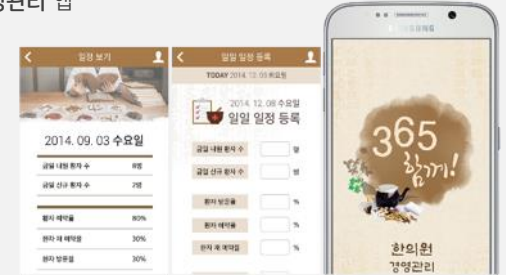 관리 앱
일정 보기
2014. 09. 03 수요일
금일 내원 환자 수 8명
금일 신규 환자 수 7명
환자 예약율 80%
환자 재 예약율 30%
환자 방문율 30%
일일 일정 등록
TODAY 2014. 12. 03 수요일
2014. 12. 08 수요일
일일 일정 등록
금일 내원 환자 수 명
금일 신규 환자 수 명
환자 방문율 %
환자 예약율 %
환자 재 예약율 %
365
함께!
한의원
경영관리